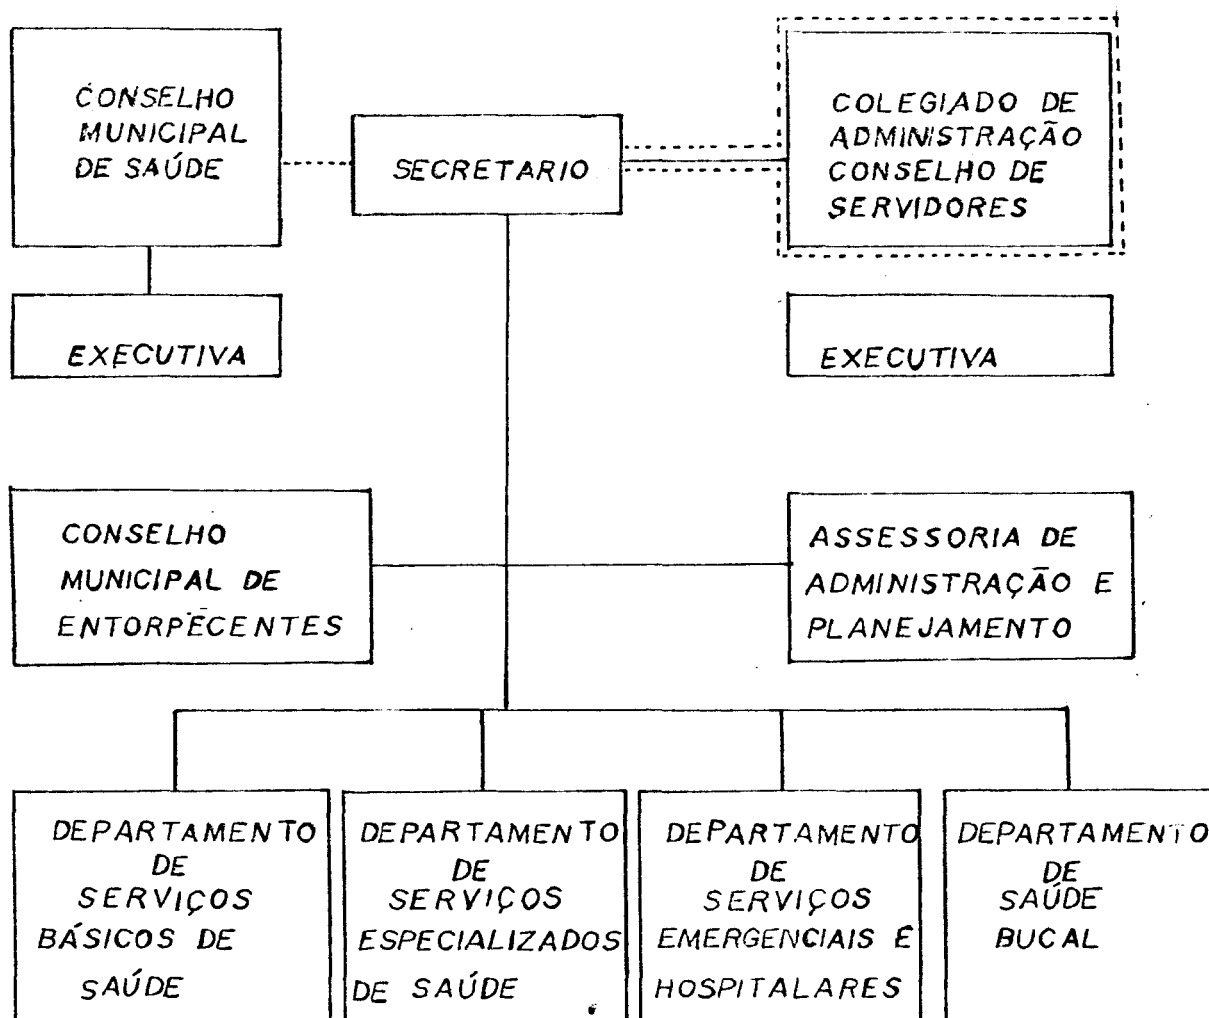 CONSELHO
MUNICIPAL
DE SAÚDE
SECRETARIO
COLEGIADO DE
ADMINISTRAÇÃO
CONSELHO DE
SERVIDORES
EXECUTIVA
EXECUTIVA
CONSELHO
MUNICIPAL DE
ENTORPECENTES
ASSESSORIA DE
ADMINISTRAÇÃO E
PLANEJAMENTO
DEPARTAMENTO
DE
SERVIÇOS
BÁSICOS DE
SAÚDE
DEPARTAMENTO
DE
SERVIÇOS
ESPECIALIZADOS
DE SAÚDE
DEPARTAMENTO
DE
SERVIÇOS
EMERGENCIAIS E
HOSPITALARES
DEPARTAMENTO
DE
SAÚDE
BUCAL